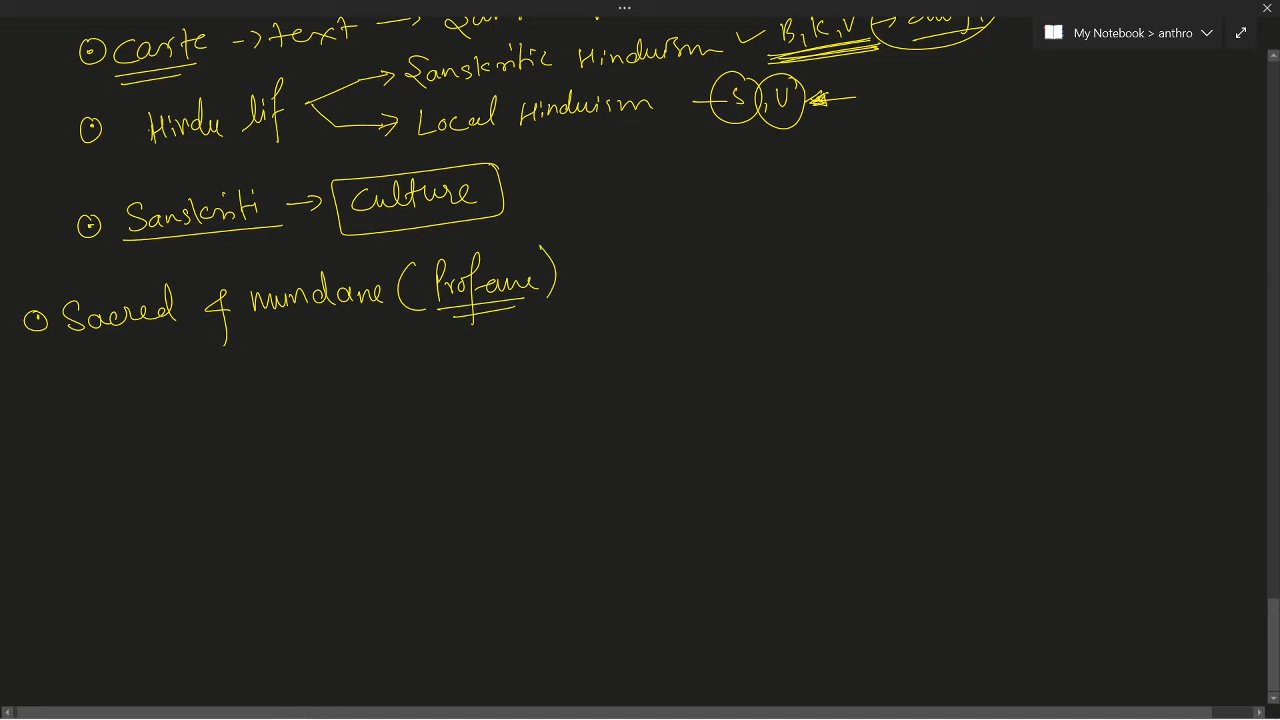 My Notebook > anthro
Caste → text →
Hindu lif → Sanskritic Hinduism ✓ B, K, V →
→ Local Hinduism — S, V ←
Sanskriti → Culture
Sacred & mundane (Profane)